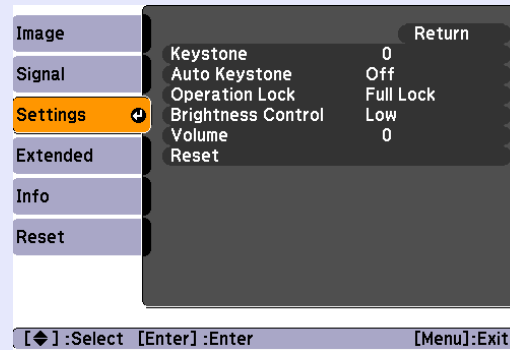 Image
Signal
Settings
Extended
Info
Reset
Return
Keystone 0
Auto Keystone Off
Operation Lock Full Lock
Brightness Control Low
Volume 0
Reset
[◆] :Select [Enter] :Enter [Menu]:Exit